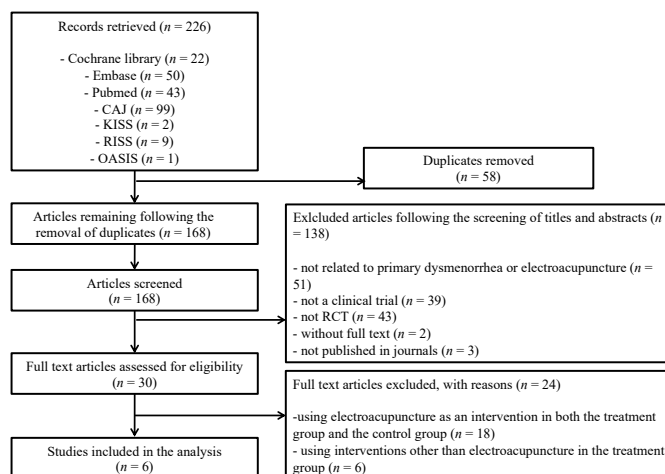 Records retrieved (n = 226)
- Cochrane library (n = 22)
- Embase (n = 50)
- Pubmed (n = 43)
- CAJ (n = 99)
- KISS (n = 2)
- RISS (n = 9)
- OASIS (n = 1)
Duplicates removed
(n = 58)
Articles remaining following the
removal of duplicates (n = 168)
Exlcluded articles following the screening of titles and abstracts (n
= 138)
- not related to primary dysmenorrhea or electroacupuncture (n =
51)
- not a clinical trial (n = 39)
- not RCT (n = 43)
- without full text (n = 2)
- not published in journals (n = 3)
Articles screened
(n = 168)
Full text articles assessed for eligibility
(n = 30)
Full text articles excluded, with reasons (n = 24)
-using electroacupuncture as an intervention in both the treatment
group and the control group (n = 18)
- using interventions other than electroacupuncture in the treatment
group (n = 6)
Studies included in the analysis
(n = 6)